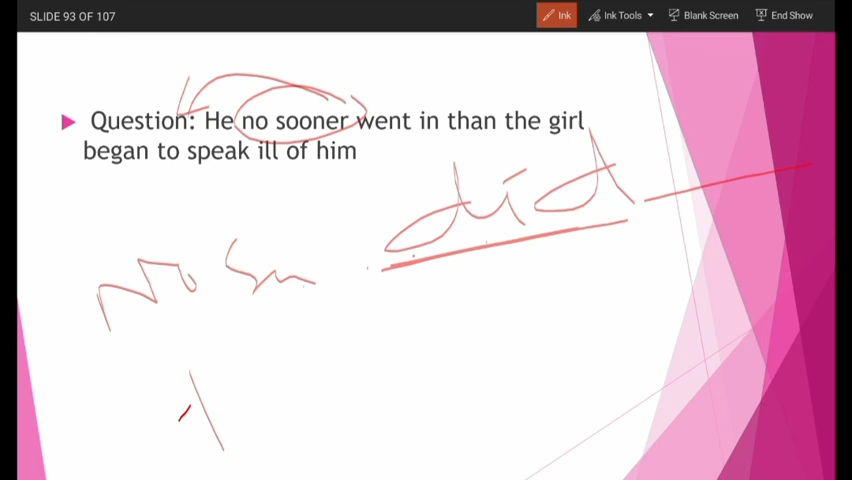 SLIDE 93 OF 107
Ink
Ink Tools
Blank Screen
End Show
Question: He no sooner went in than the girl
began to speak ill of him
did
No